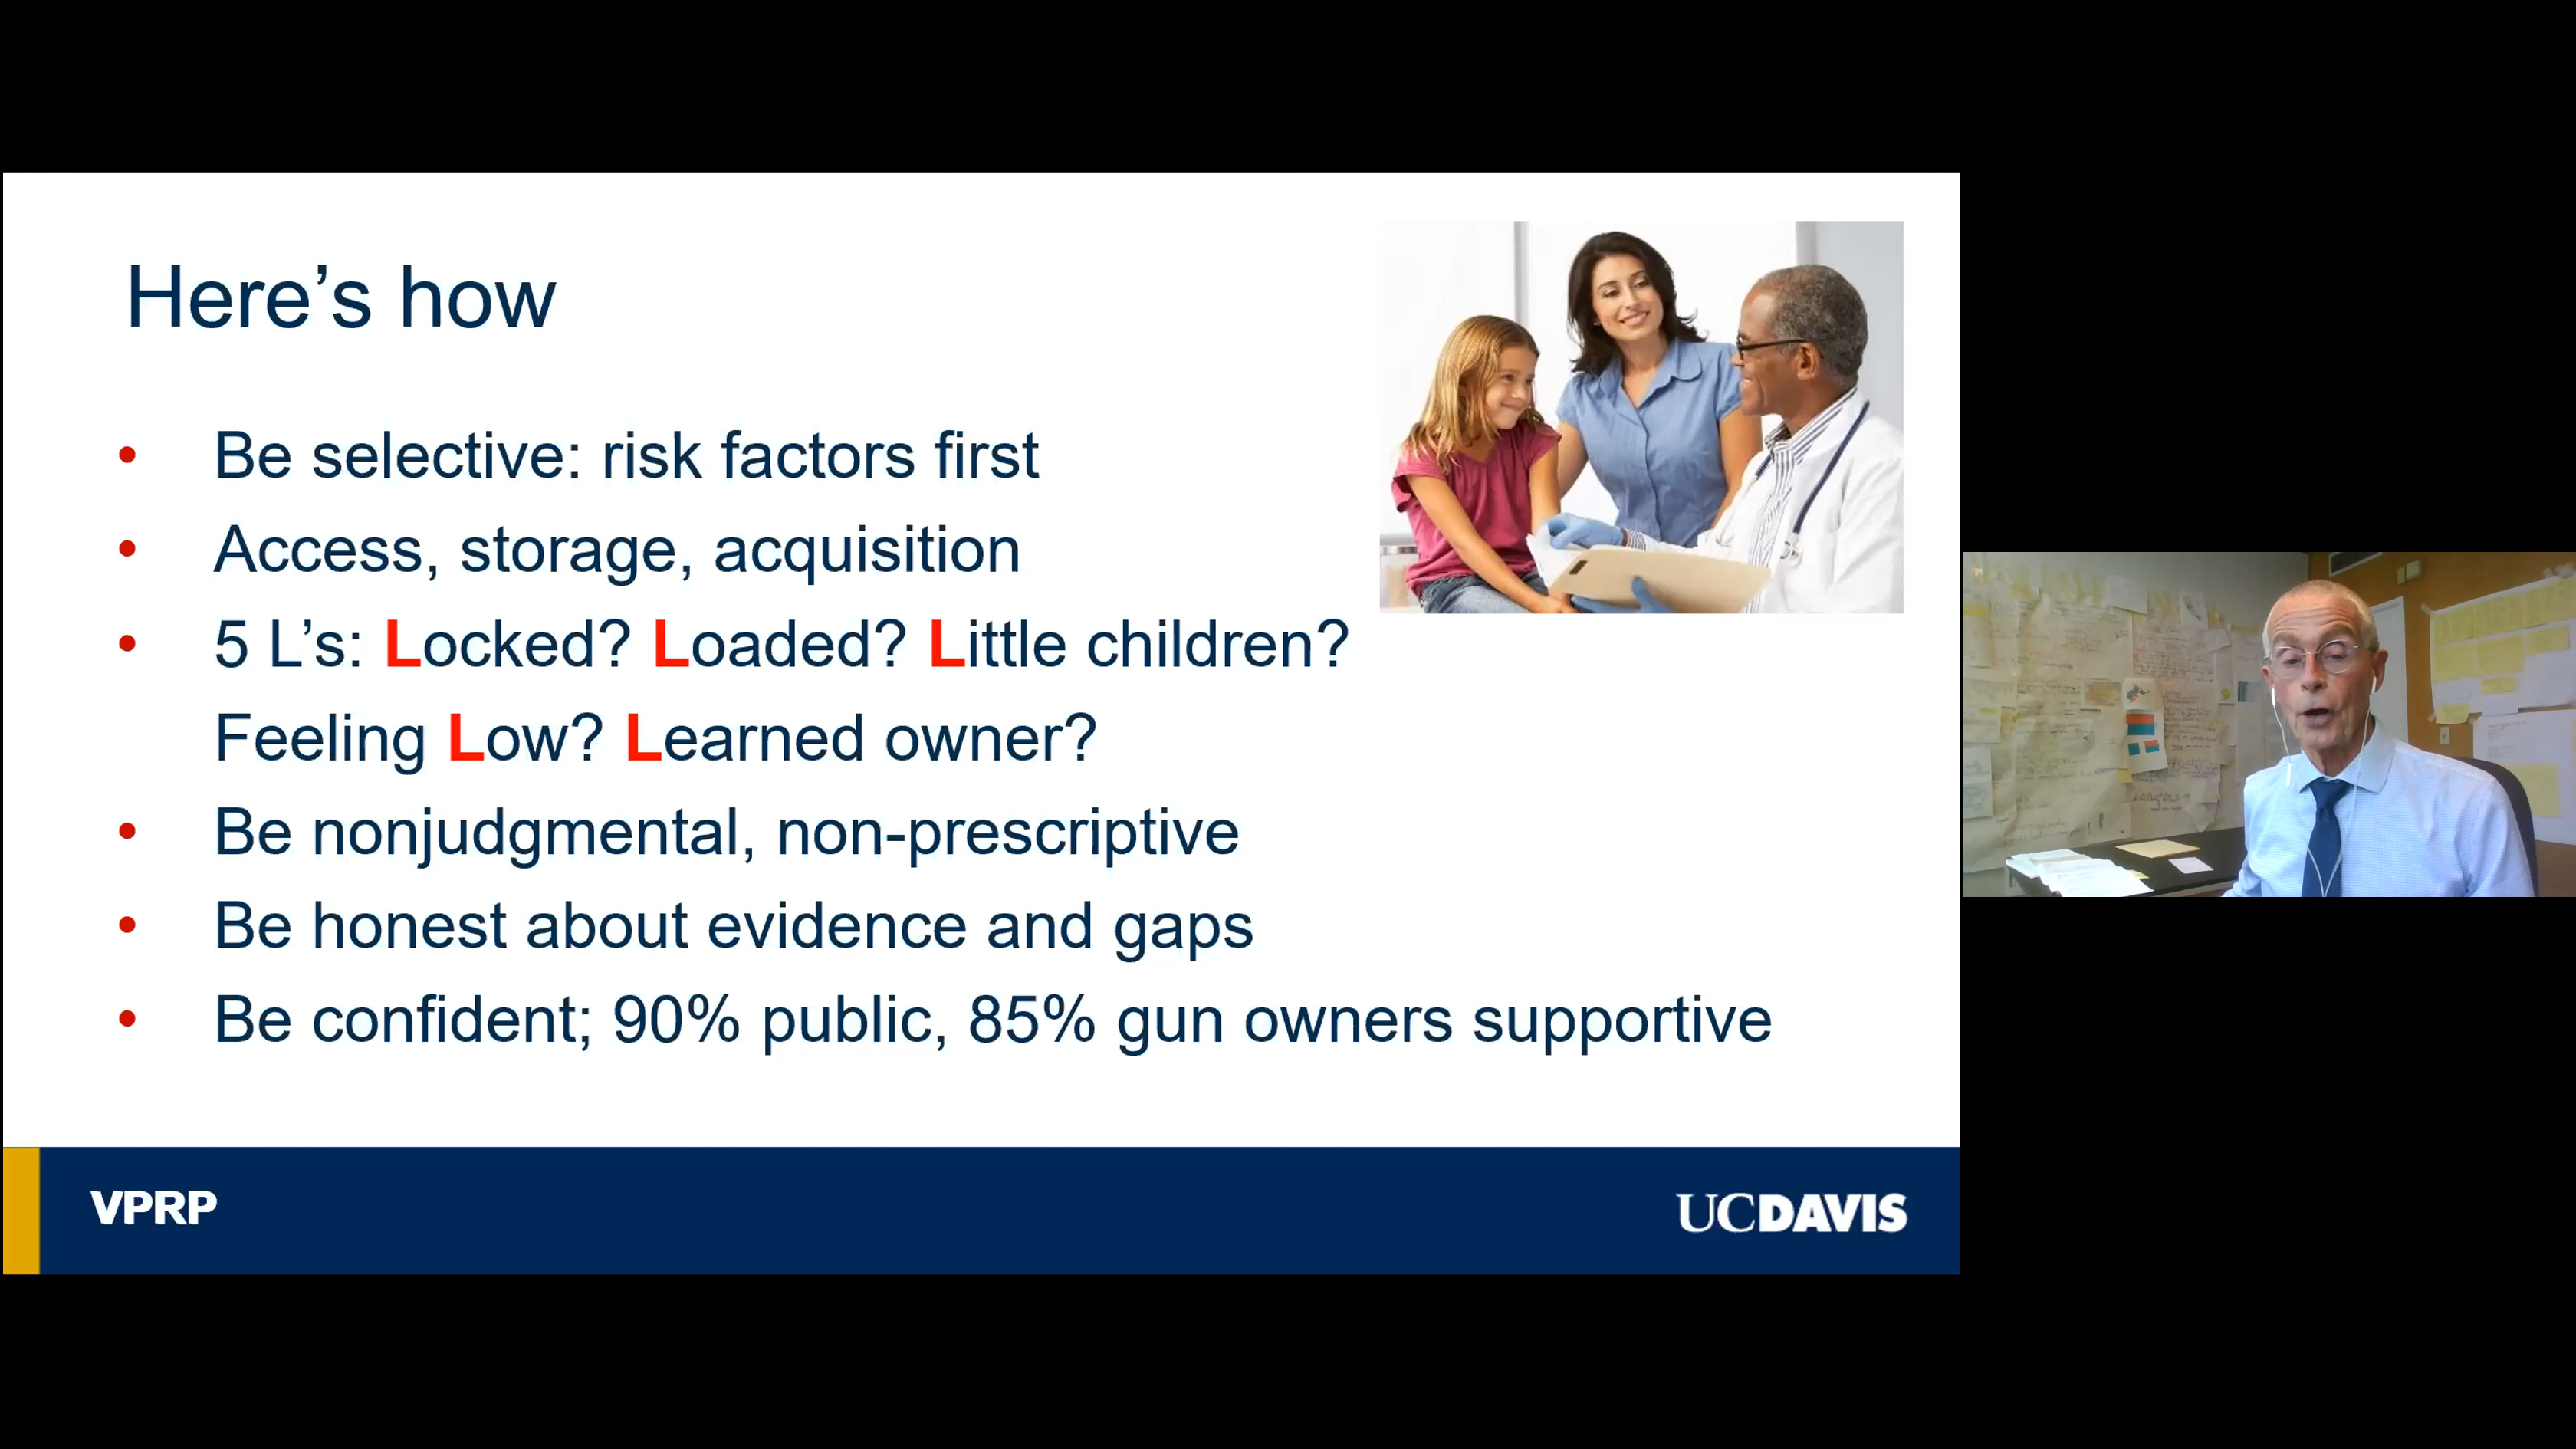 Here’s how
• Be selective: risk factors first
• Access, storage, acquisition
• 5 L’s: Locked? Loaded? Little children?
Feeling Low? Learned owner?
• Be nonjudgmental, non-prescriptive
• Be honest about evidence and gaps
• Be confident; 90% public, 85% gun owners supportive
VPRP
UCDAVIS